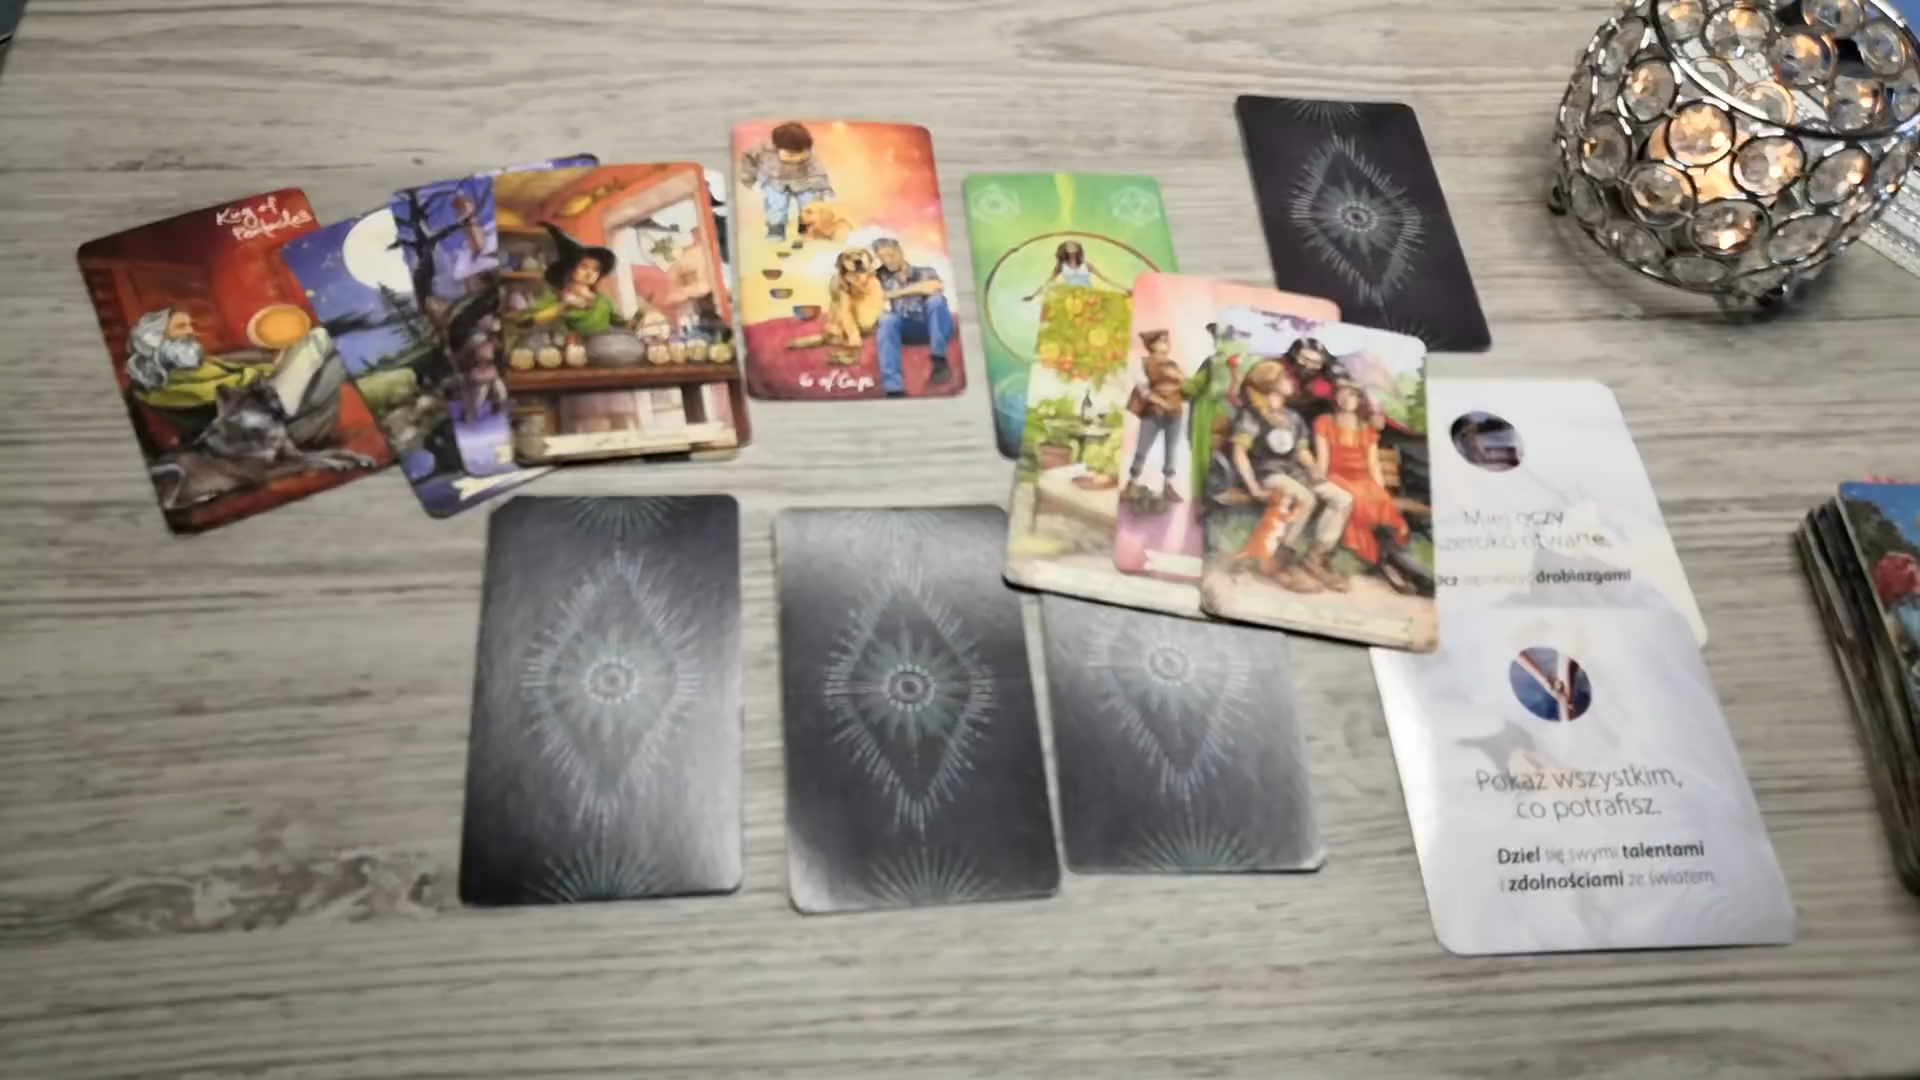 King of
Pentacles
6 of Cups
Miej oczy
szeroko otwarte.
drobiazgami
Pokaż wszystkim,
co potrafisz.
Dziel się swymi talentami
i zdolnościami ze światem.